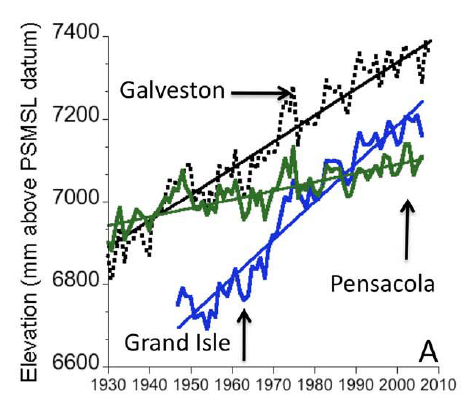 7400
7200
7000
6800
6600
Elevation (mm above PSMSL datum)
Galveston
Pensacola
Grand Isle
A
1930 1940 1950 1960 1970 1980 1990 2000 2010